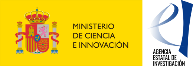 MINISTERIO
DE CIENCIA
E INNOVACIÓN
AGENCIA
ESTATAL DE
INVESTIGACIÓN